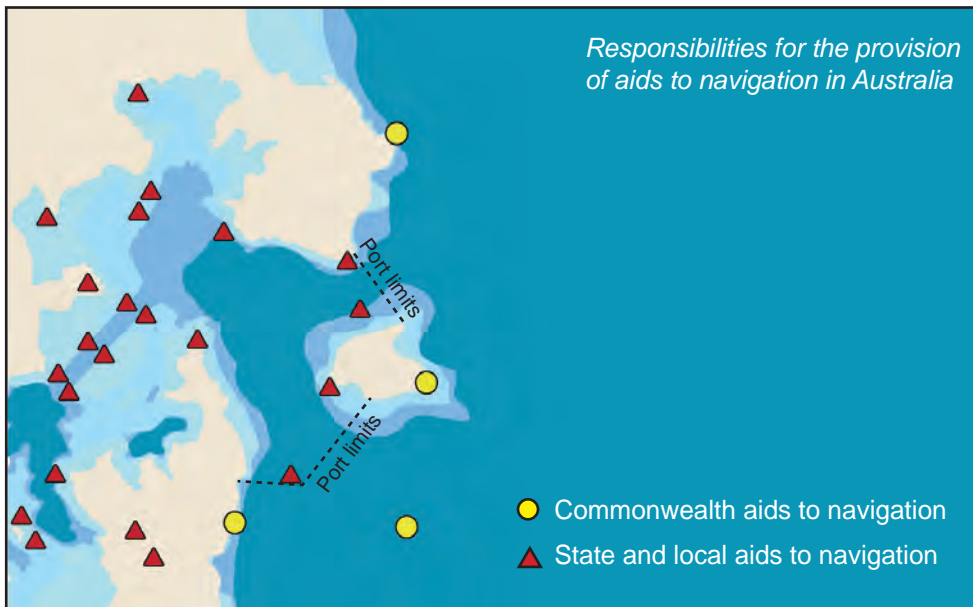 Responsibilities for the provision
of aids to navigation in Australia
Port limits
Port limits
Commonwealth aids to navigation
State and local aids to navigation